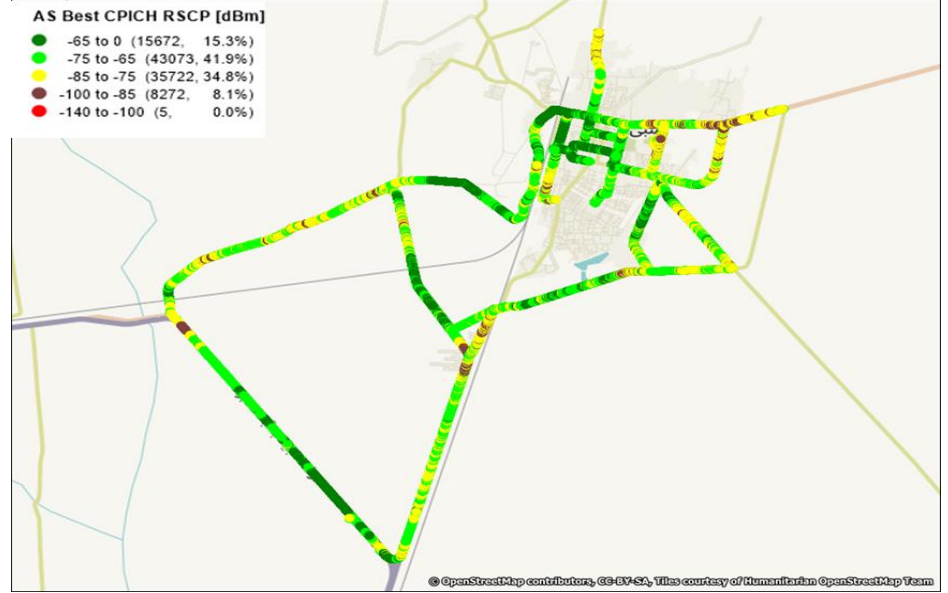 AS Best CPICH RSCP [dBm]
-65 to 0 (15672, 15.3%)
-75 to -65 (43073, 41.9%)
-85 to -75 (35722, 34.8%)
-100 to -85 (8272, 8.1%)
-140 to -100 (5, 0.0%)
© OpenStreetMap contributors, CC-BY-SA, Tiles courtesy of Humanitarian OpenStreetMap Team